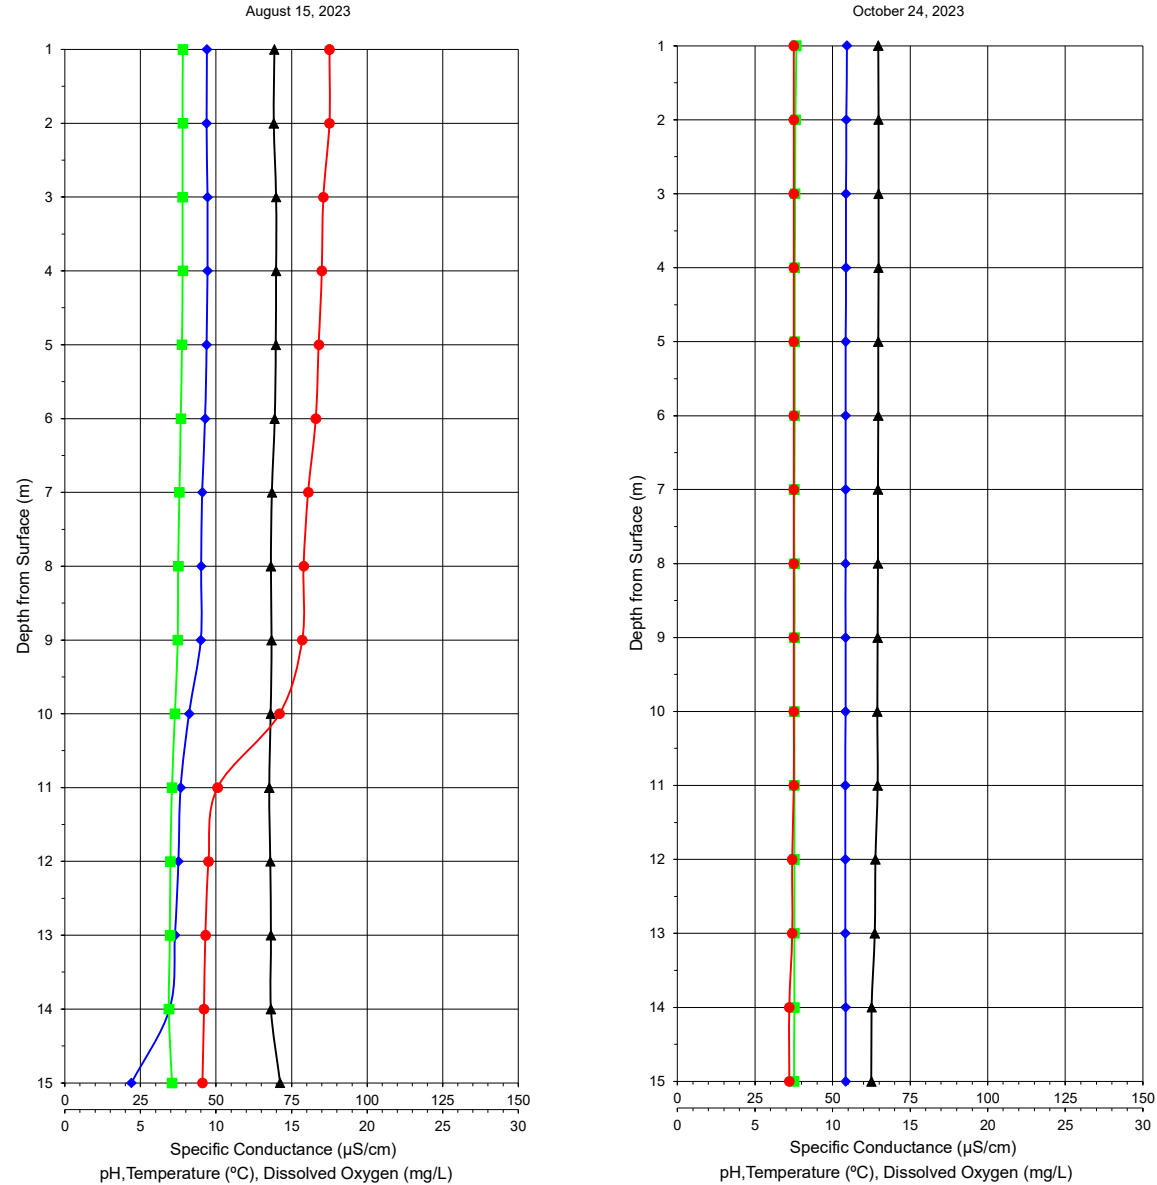 August 15, 2023
1
2
3
4
5
6
7
8
9
10
11
12
13
14
15
Depth from Surface (m)
0 25 50 75 100 125 150
0 5 10 15 20 25 30
Specific Conductance (µS/cm)
pH,Temperature (ºC), Dissolved Oxygen (mg/L)
October 24, 2023
1
2
3
4
5
6
7
8
9
10
11
12
13
14
15
Depth from Surface (m)
0 25 50 75 100 125 150
0 5 10 15 20 25 30
Specific Conductance (µS/cm)
pH,Temperature (ºC), Dissolved Oxygen (mg/L)